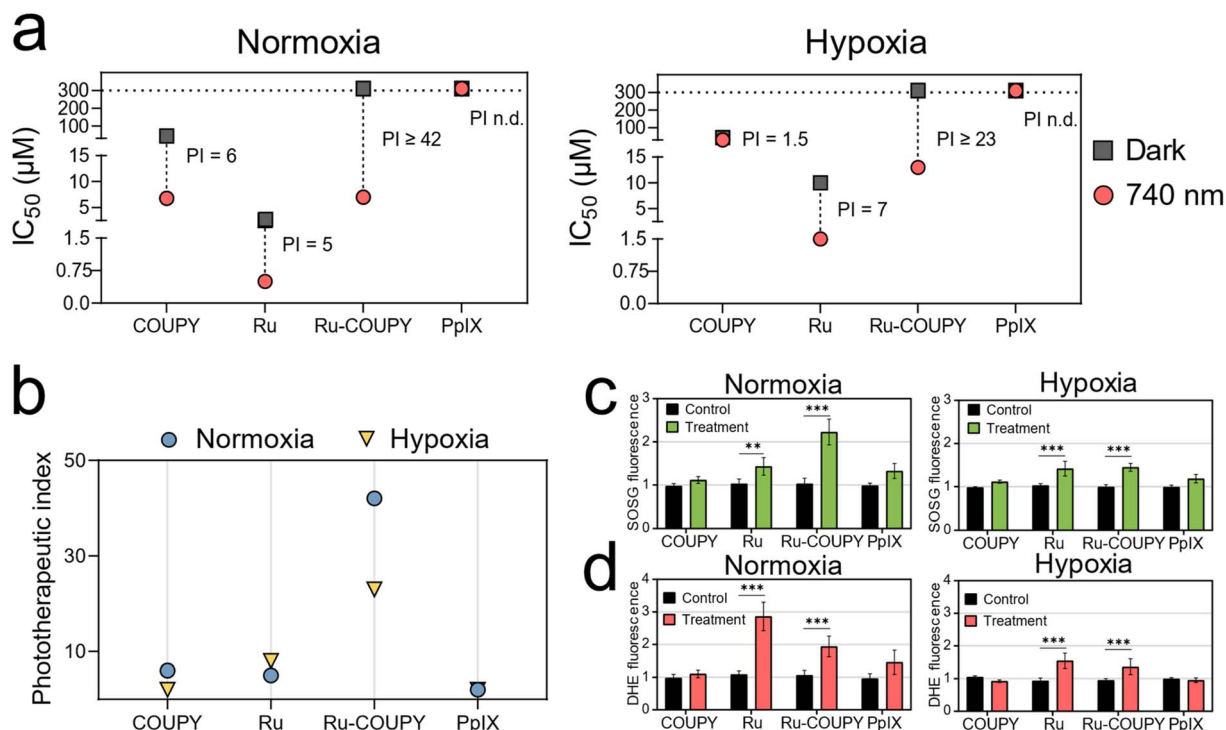 a
Normoxia
Hypoxia
IC50 (µM)
300
200
100
15
10
5
1.5
0.75
0.0
PI = 6
PI = 5
PI ≥ 42
PI n.d.
COUPY
Ru
Ru-COUPY
PpIX
IC50 (µM)
300
200
100
15
10
5
1.5
0.75
0.0
PI = 1.5
PI = 7
PI ≥ 23
PI n.d.
COUPY
Ru
Ru-COUPY
PpIX
Dark
740 nm
b
Normoxia
Hypoxia
Phototherapeutic index
50
30
10
COUPY
Ru
Ru-COUPY
PpIX
c
Normoxia
SOSG fluorescence
3
2
1
0
Control
Treatment
**
***
COUPY
Ru
Ru-COUPY
PpIX
Hypoxia
SOSG fluorescence
3
2
1
0
Control
Treatment
***
***
COUPY
Ru
Ru-COUPY
PpIX
d
Normoxia
DHE fluorescence
4
3
2
1
0
Control
Treatment
***
***
COUPY
Ru
Ru-COUPY
PpIX
Hypoxia
DHE fluorescence
4
3
2
1
0
Control
Treatment
***
***
COUPY
Ru
Ru-COUPY
PpIX